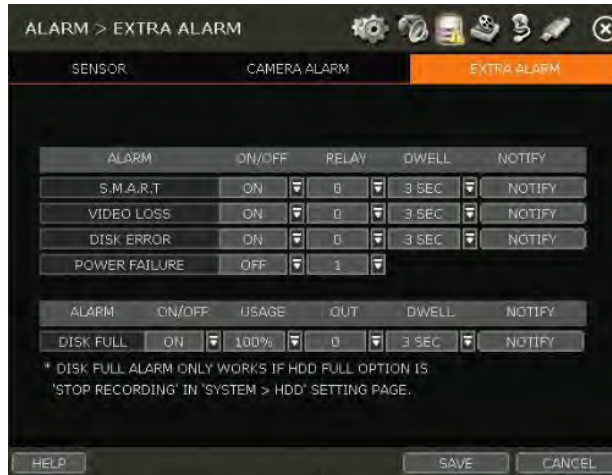 ALARM > EXTRA ALARM
SENSOR CAMERA ALARM EXTRA ALARM
ALARM ON/OFF RELAY DWELL NOTIFY
S.M.A.R.T ON 0 3 SEC NOTIFY
VIDEO LOSS ON 0 3 SEC NOTIFY
DISK ERROR ON 0 3 SEC NOTIFY
POWER FAILURE OFF 1
ALARM ON/OFF USAGE OUT DWELL NOTIFY
DISK FULL ON 100% 0 3 SEC NOTIFY
* DISK FULL ALARM ONLY WORKS IF HDD FULL OPTION IS
'STOP RECORDING' IN 'SYSTEM > HDD' SETTING PAGE.
HELP SAVE CANCEL